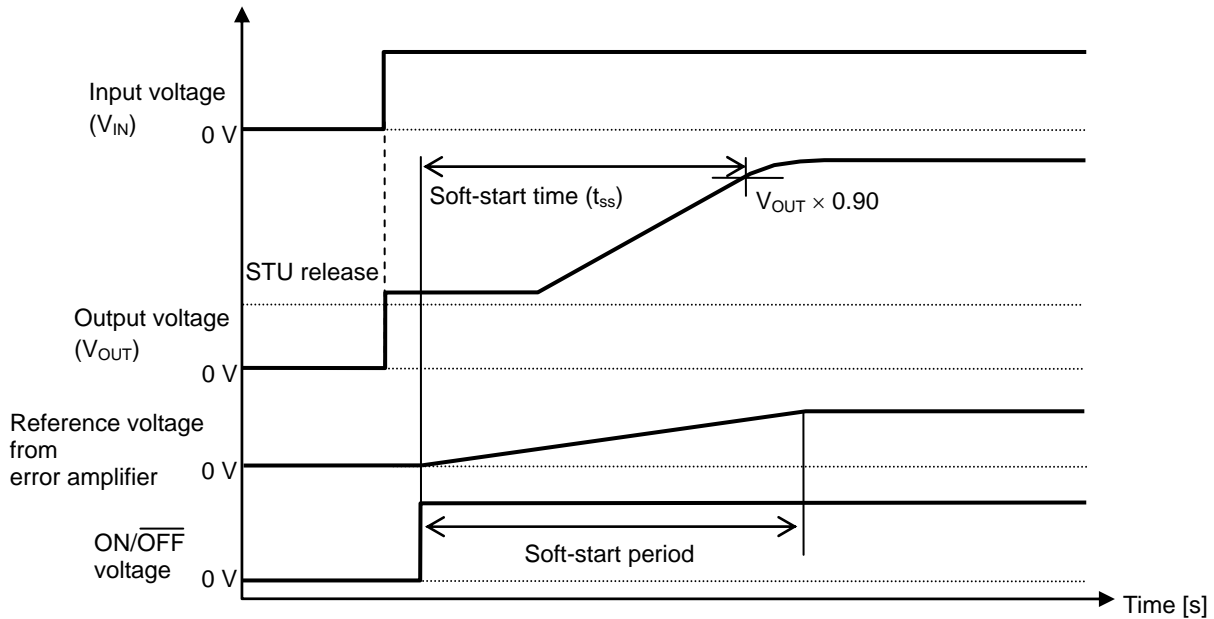 Input voltage
(VIN)
0 V
Soft-start time (tss)
VOUT × 0.90
STU release
Output voltage
(VOUT)
0 V
Reference voltage
from
error amplifier
0 V
ON/OFF
voltage
0 V
Soft-start period
Time [s]